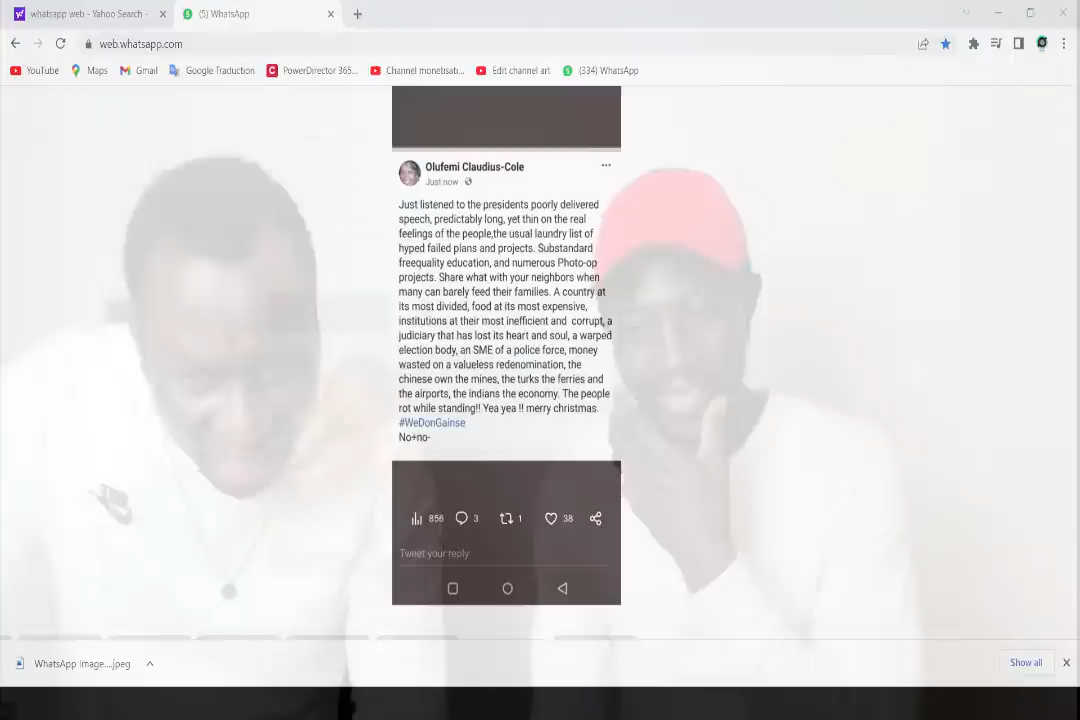 whatsapp web - Yahoo Search -
(5) WhatsApp
web.whatsapp.com
YouTube
Maps
Gmail
Google Traduction
PowerDirector 365...
Channel monetisati...
Edit channel art
(334) WhatsApp
Olufemi Claudius-Cole
Just now
Just listened to the presidents poorly delivered
speech, predictably long, yet thin on the real
feelings of the people,the usual laundry list of
hyped failed plans and projects. Substandard
freequality education, and numerous Photo-op
projects. Share what with your neighbors when
many can barely feed their families. A country at
its most divided, food at its most expensive,
institutions at their most inefficient and corrupt, a
judiciary that has lost its heart and soul, a warped
election body, an SME of a police force, money
wasted on a valueless redenomination, the
chinese own the mines, the turks the ferries and
the airports, the indians the economy. The people
rot while standing!! Yea yea !! merry christmas.
#WeDonGainse
No+no-
856 3 1 38
Tweet your reply
WhatsApp Image....jpeg
Show all